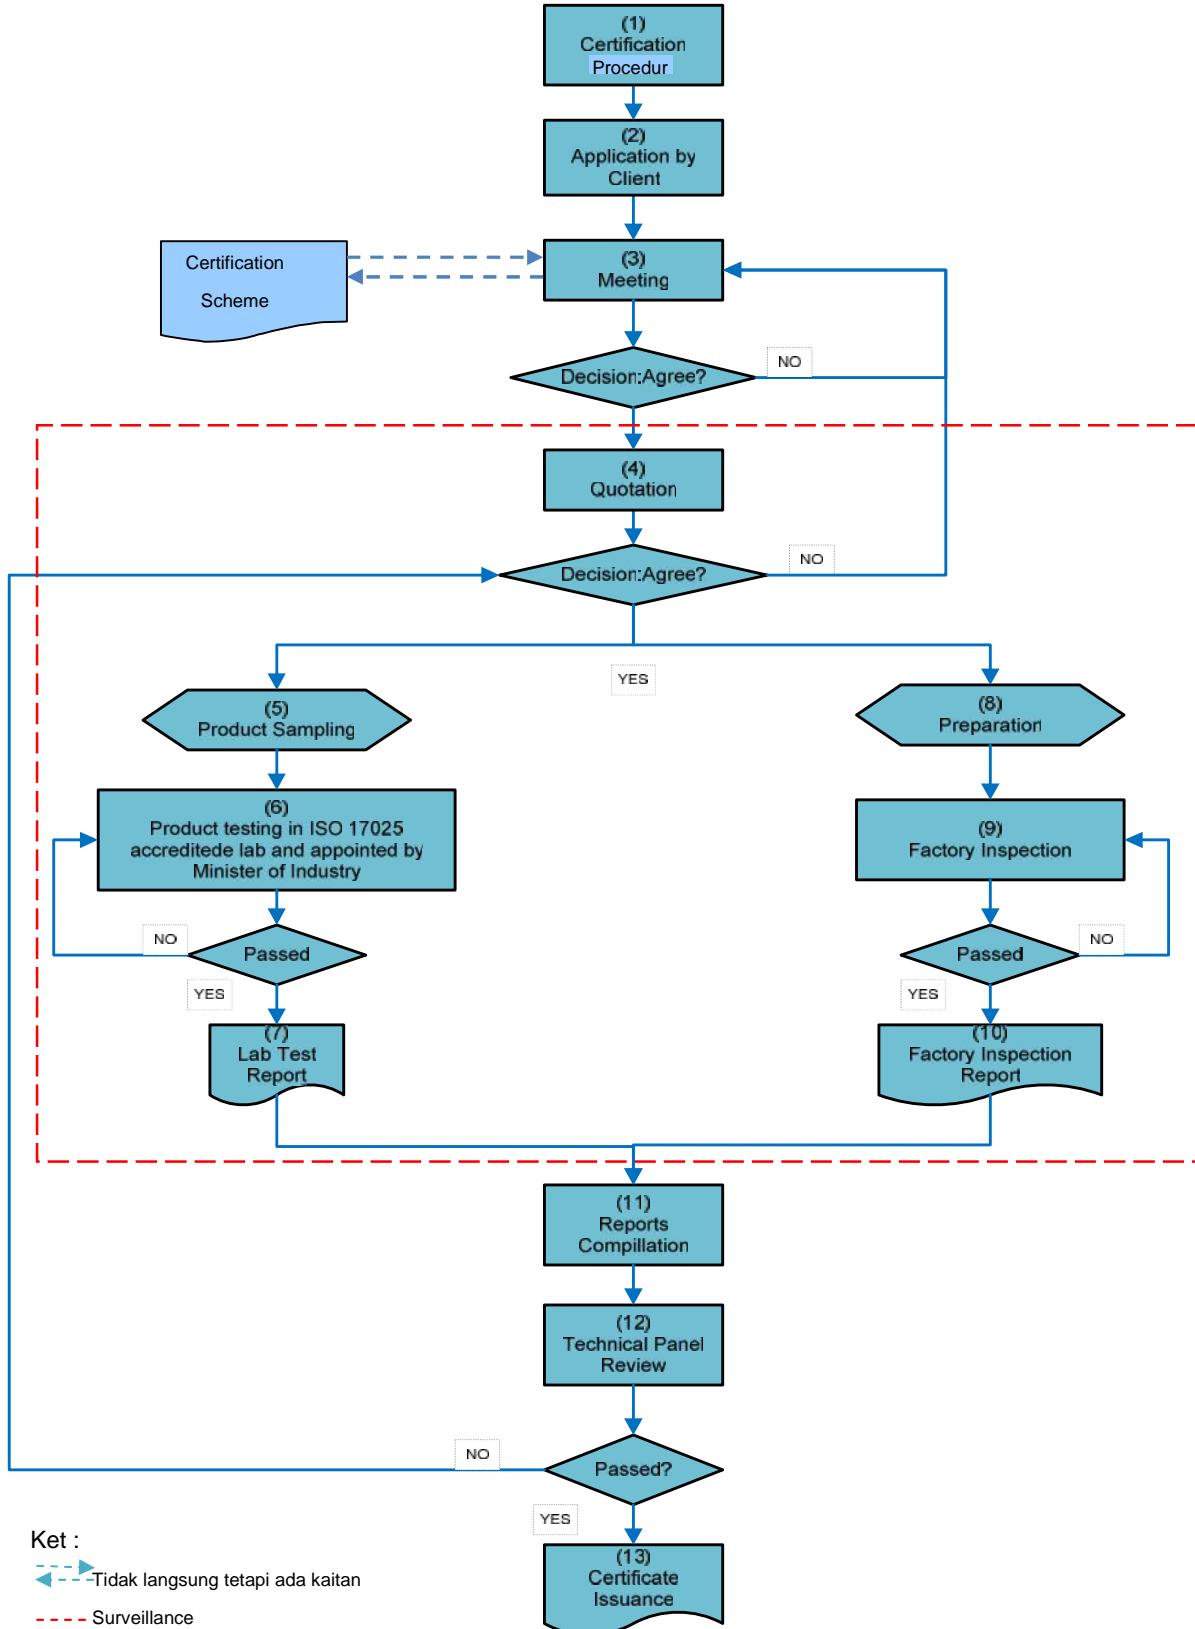 (1)
Certification
Procedur
(2)
Application by
Client
Certification
Scheme
(3)
Meeting
Decision:Agree?
NO
(4)
Quotation
Decision:Agree?
NO
YES
(5)
Product Sampling
(8)
Preparation
(6)
Product testing in ISO 17025
accreditede lab and appointed by
Minister of Industry
(9)
Factory Inspection
NO
Passed
YES
Passed
NO
YES
(7)
Lab Test
Report
(10)
Factory Inspection
Report
(11)
Reports
Compillation
(12)
Technical Panel
Review
NO
Passed?
YES
(13)
Certificate
Issuance
Ket :
Tidak langsung tetapi ada kaitan
Surveillance